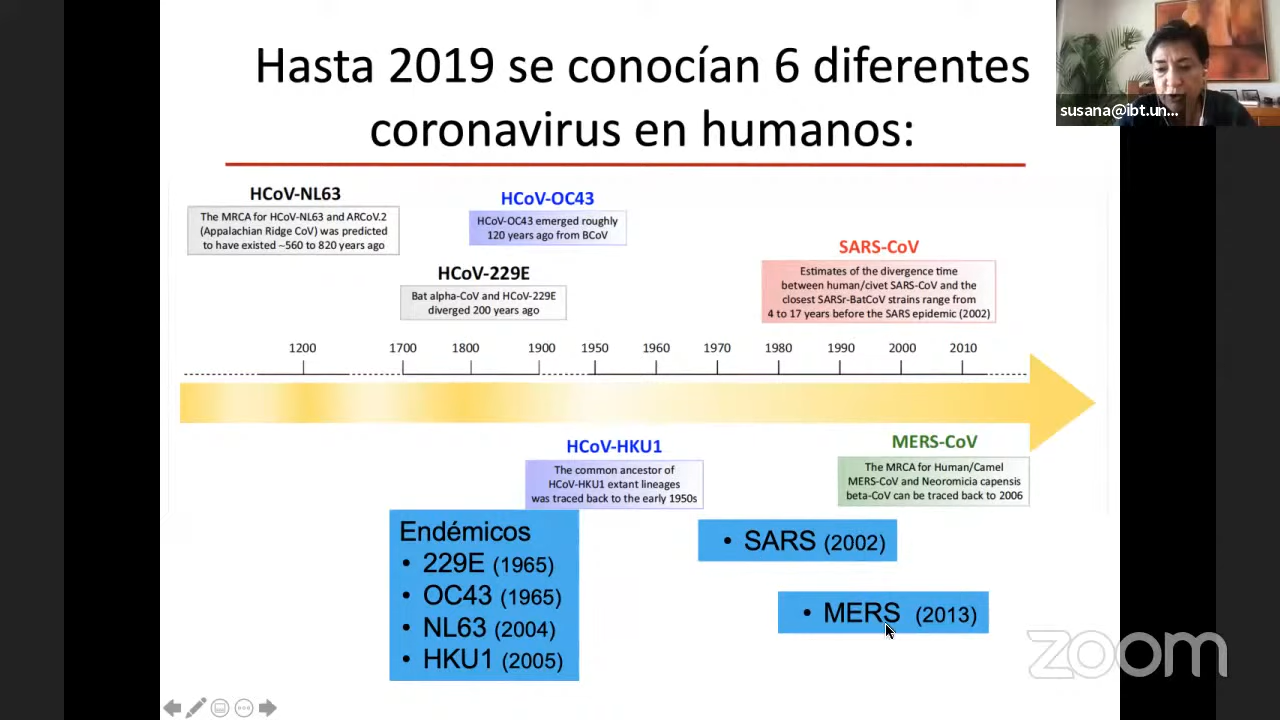 Hasta 2019 se conocían 6 diferentes
coronavirus en humanos:
susana@ibt.un...
HCoV-NL63
The MRCA for HCoV-NL63 and ARCoV.2
(Appalachian Ridge CoV) was predicted
to have existed ~560 to 820 years ago
HCoV-OC43
HCoV-OC43 emerged roughly
120 years ago from BCoV
HCoV-229E
Bat alpha-CoV and HCoV-229E
diverged 200 years ago
SARS-CoV
Estimates of the divergence time
between human/civet SARS-CoV and the
closest SARSr-BatCoV strains range from
4 to 17 years before the SARS epidemic (2002)
1200 1700 1800 1900 1950 1960 1970 1980 1990 2000 2010
HCoV-HKU1
The common ancestor of
HCoV-HKU1 extant lineages
was traced back to the early 1950s
MERS-CoV
The MRCA for Human/Camel
MERS-CoV and Neoromicia capensis
beta-CoV can be traced back to 2006
Endémicos
• 229E (1965)
• OC43 (1965)
• NL63 (2004)
• HKU1 (2005)
• SARS (2002)
• MERS (2013)
zoom